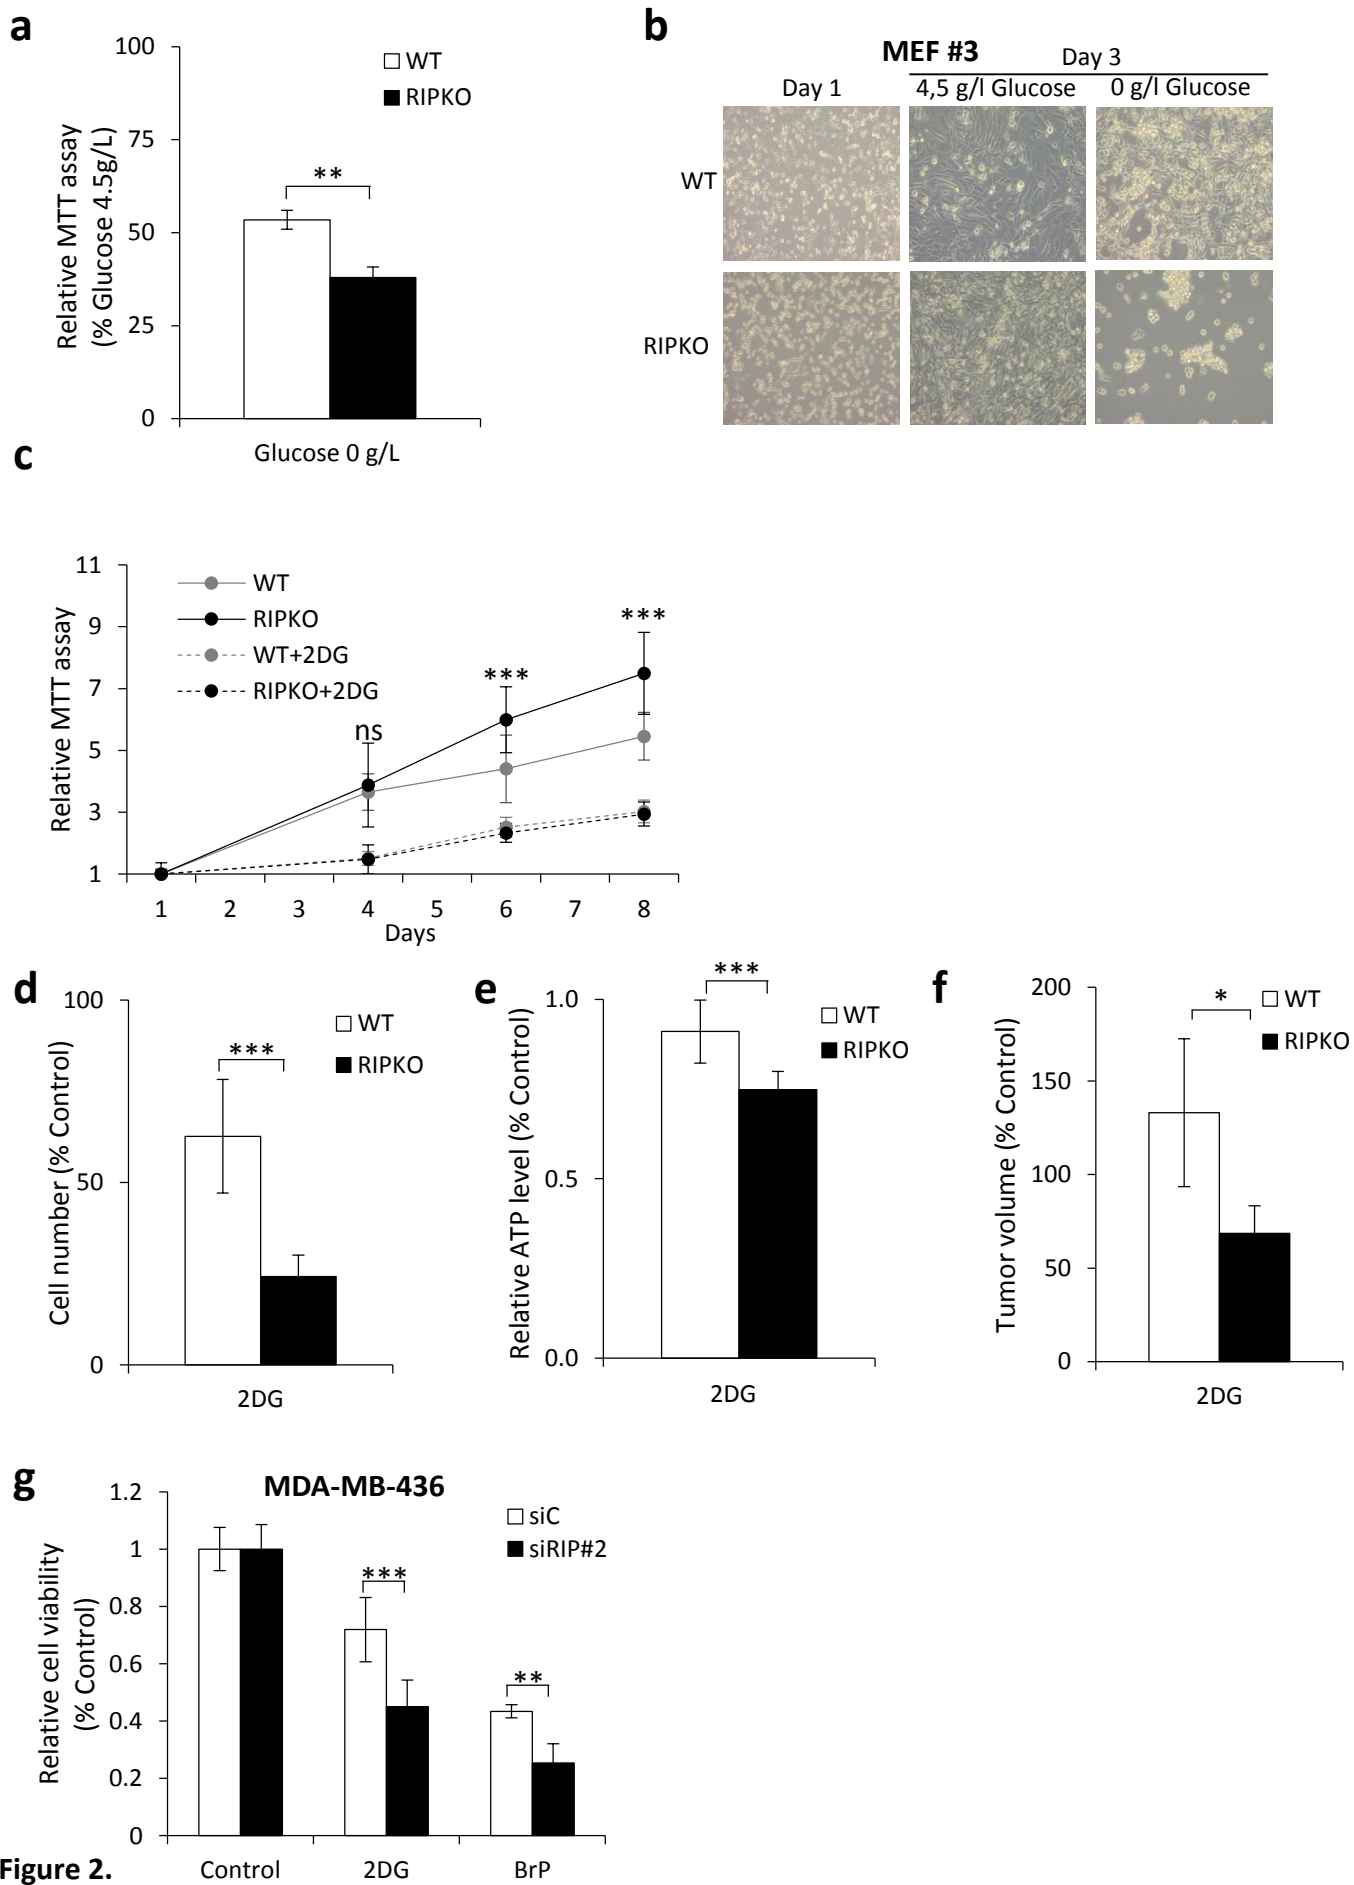 a
100
75
50
25
0
Relative MTT assay
(% Glucose 4.5g/L)
WT
RIPKO
**
Glucose 0 g/L
b
MEF #3
Day 3
Day 1
4,5 g/l Glucose
0 g/l Glucose
WT
RIPKO
c
11
9
7
5
3
1
Relative MTT assay
WT
RIPKO
WT+2DG
RIPKO+2DG
ns
***
***
1 2 3 4 5 6 7 8
Days
d
100
50
0
Cell number (% Control)
***
WT
RIPKO
2DG
e
1.0
0.5
0.0
Relative ATP level (% Control)
***
WT
RIPKO
2DG
f
200
150
100
50
0
Tumor volume (% Control)
*
WT
RIPKO
2DG
g
MDA-MB-436
1.2
1
0.8
0.6
0.4
0.2
0
Relative cell viability
(% Control)
siC
siRIP#2
***
**
Control 2DG BrP
Figure 2.